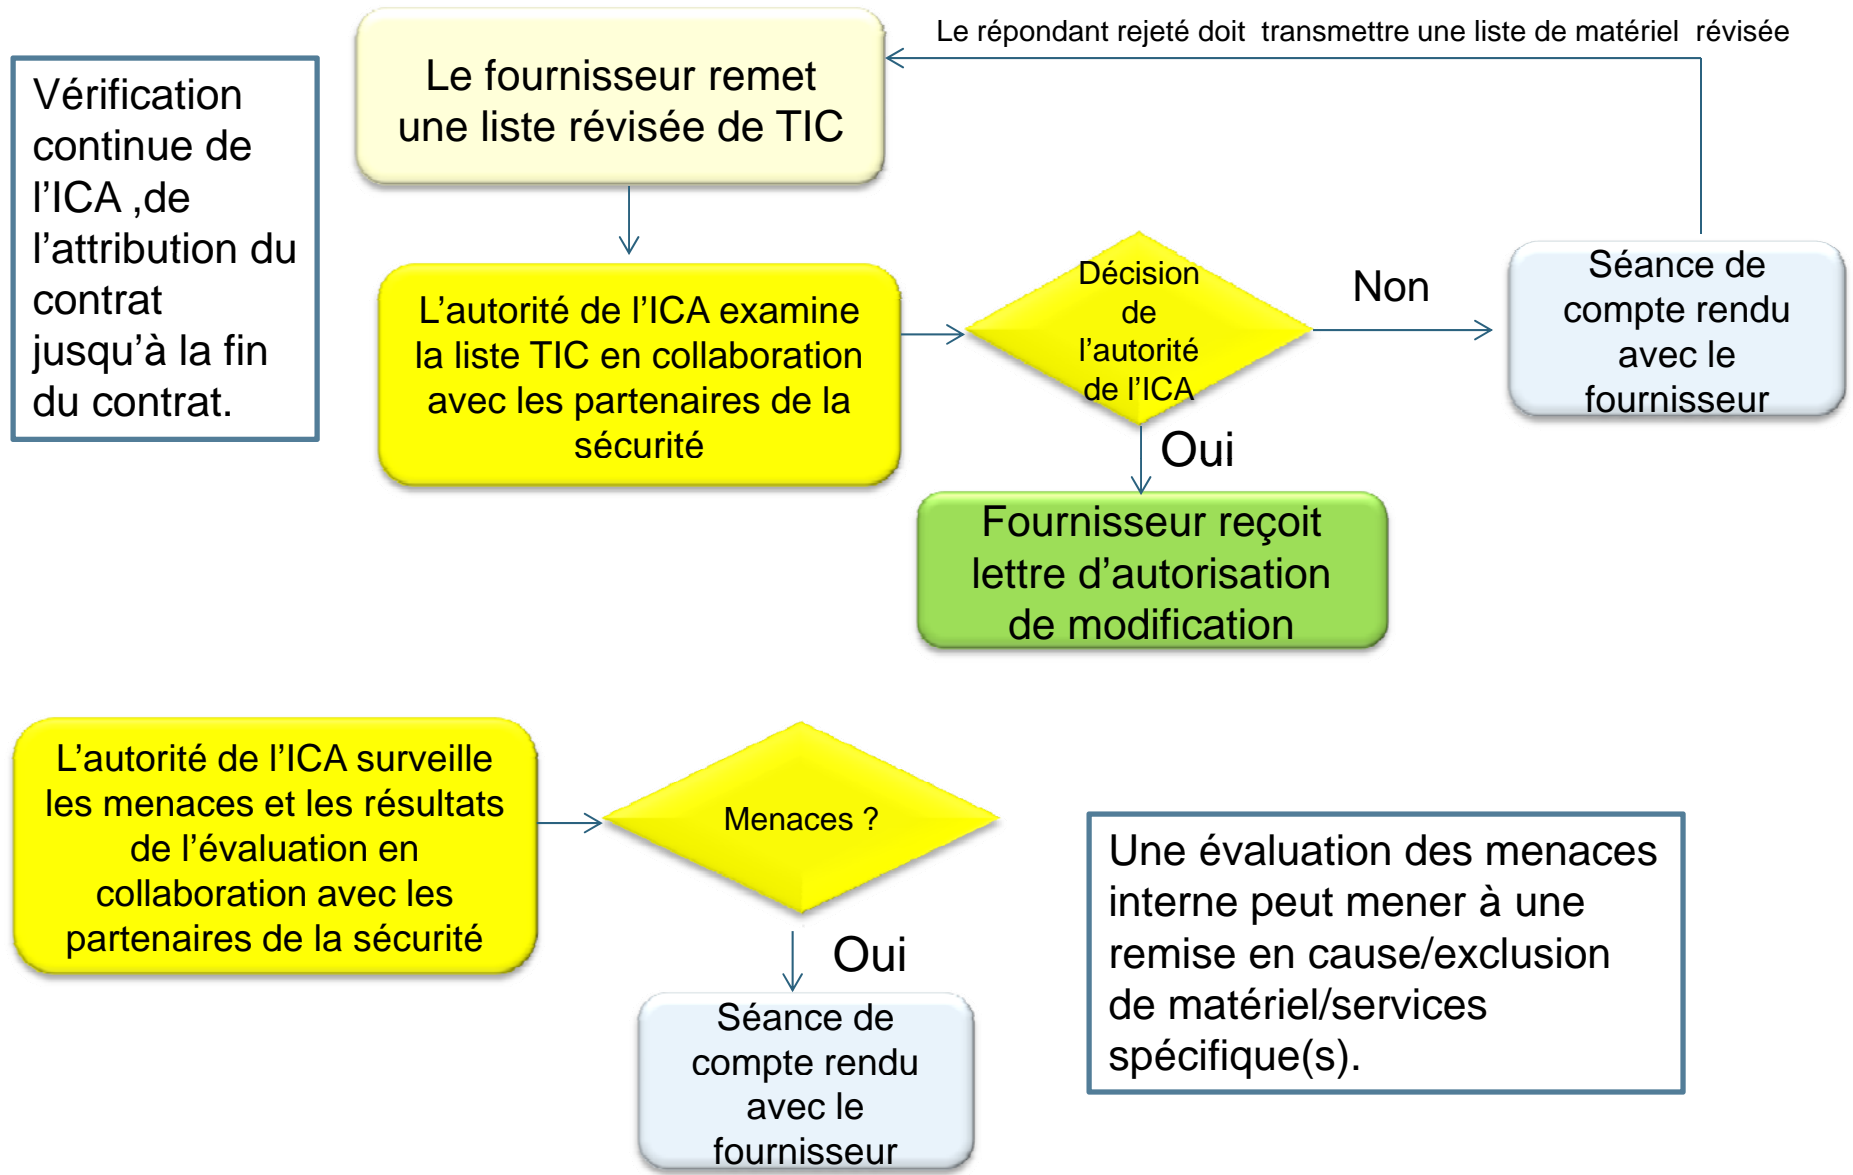 Le répondant rejeté doit  transmettre une liste de matériel  révisée
Vérification
continue de
l’ICA ,de
l’attribution du
contrat
jusqu’à la fin
du contrat.
Le fournisseur remet
une liste révisée de TIC
L’autorité de l’ICA examine
la liste TIC en collaboration
avec les partenaires de la
sécurité
Décision
de
l’autorité
de l’ICA
Non
Séance de
compte rendu
avec le
fournisseur
Oui
Fournisseur reçoit
lettre d’autorisation
de modification
L’autorité de l’ICA surveille
les menaces et les résultats
de l’évaluation en
collaboration avec les
partenaires de la sécurité
Menaces ?
Oui
Séance de
compte rendu
avec le
fournisseur
Une évaluation des menaces
interne peut mener à une
remise en cause/exclusion
de matériel/services
spécifique(s).